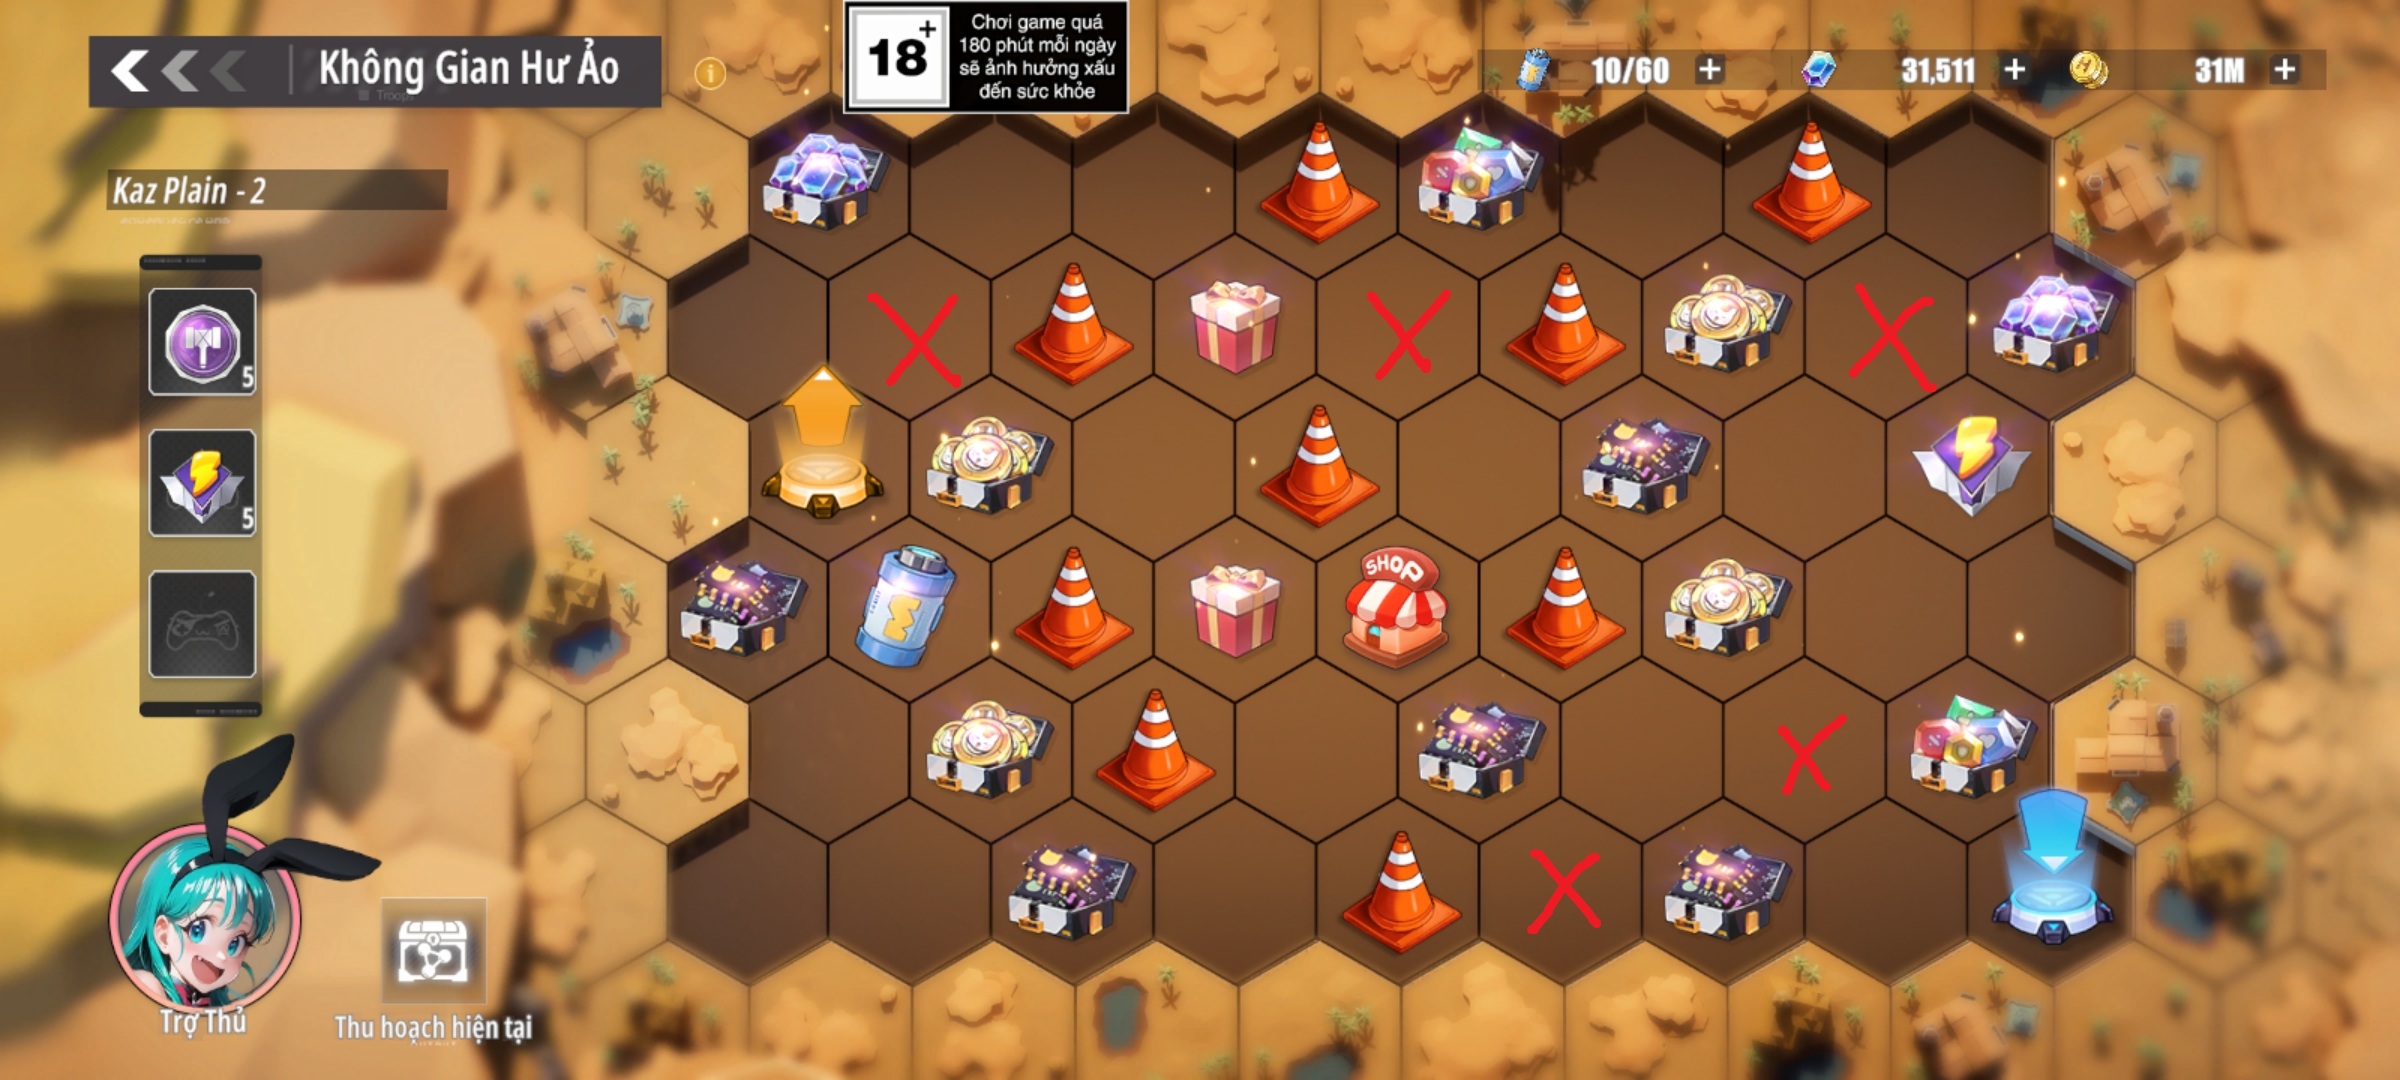 Không Gian Hư Ảo
18+
Chơi game quá
180 phút mỗi ngày
sẽ ảnh hưởng xấu
đến sức khỏe
10/60 +
31,511 +
31M +
Kaz Plain - 2
5
5
SHOP
Trợ Thủ
Thu hoạch hiện tại